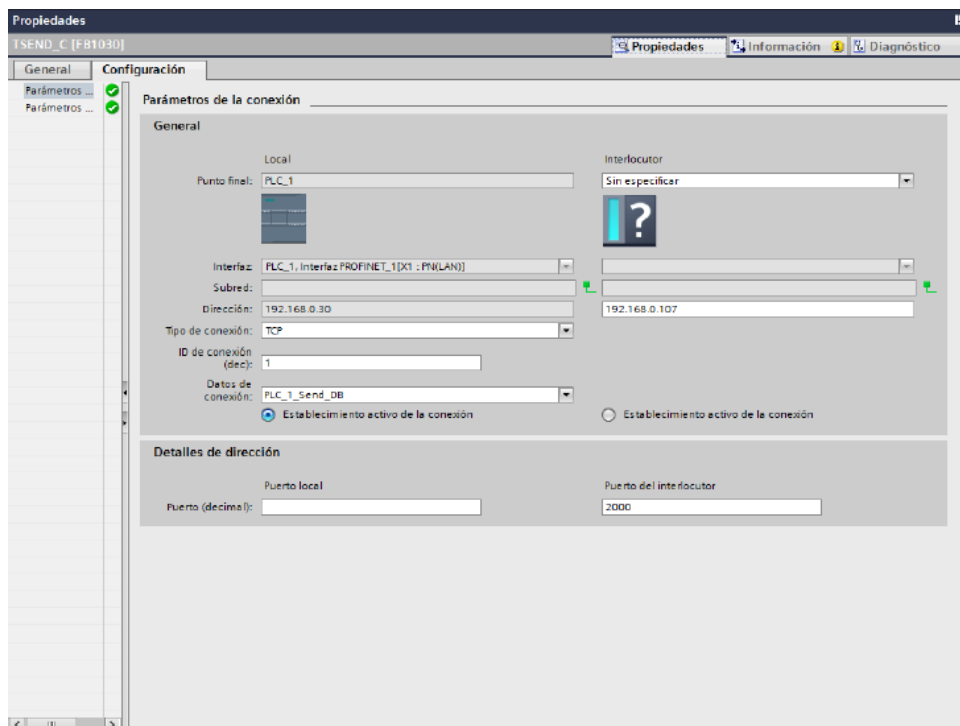 Propiedades
TSEND_C [FB1030]
Propiedades Información Diagnóstico
General Configuración
Parámetros ...
Parámetros ...
Parámetros de la conexión
General
Local Interlocutor
Punto final: PLC_1 Sin especificar
?
Interfaz: PLC_1, Interfaz PROFINET_1[X1 : PN(LAN)]
Subred:
Dirección: 192.168.0.30 192.168.0.107
Tipo de conexión: TCP
ID de conexión
(dec): 1
Datos de
conexión: PLC_1_Send_DB
Establecimiento activo de la conexión Establecimiento activo de la conexión
Detalles de dirección
Puerto local Puerto del interlocutor
Puerto (decimal): 2000